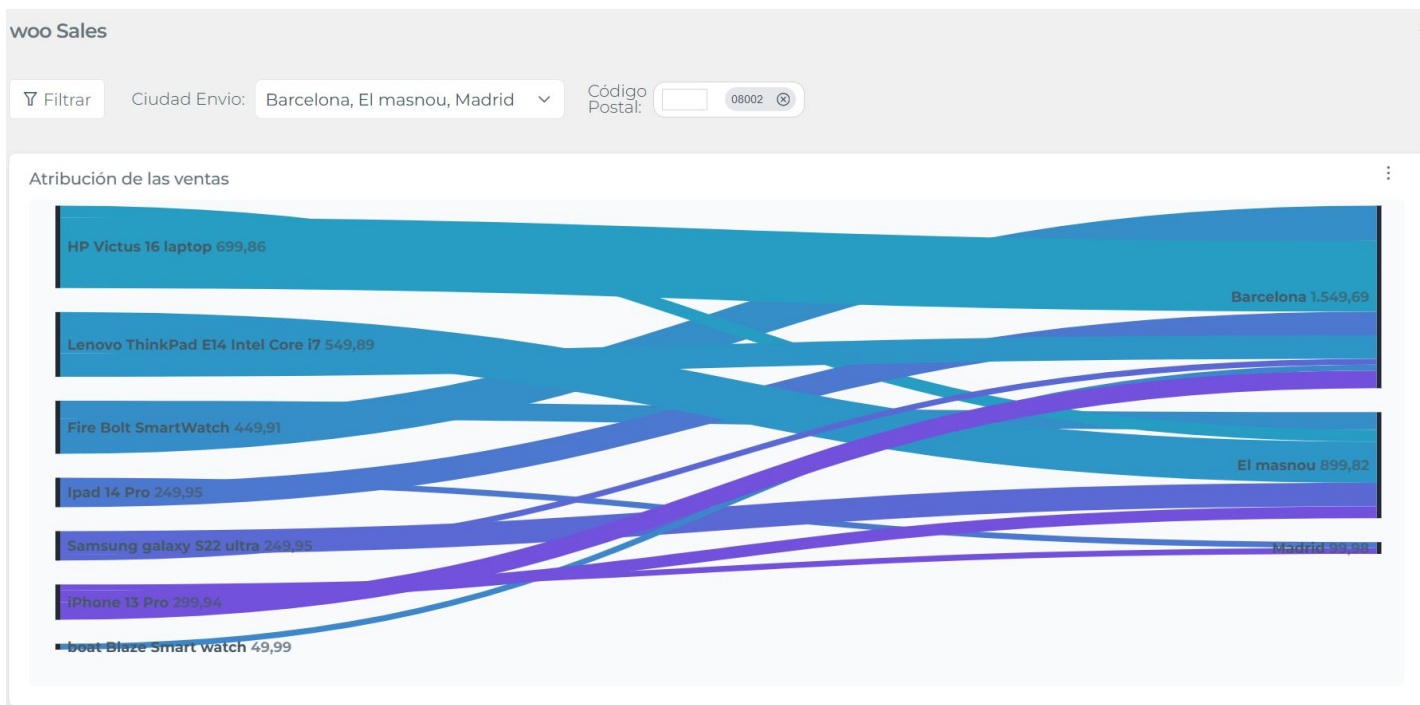 woo Sales
Filtrar
Ciudad Envio:
Barcelona, El masnou, Madrid
Código
Postal:
08002
Atribución de las ventas
HP Victus 16 laptop 699,86
Barcelona 1.549,69
Lenovo ThinkPad E14 Intel Core i7 549,89
Fire Bolt SmartWatch 449,91
El masnou 899,82
Ipad 14 Pro 249,95
Samsung galaxy S22 ultra 249,95
Madrid 99,98
iPhone 13 Pro 299,94
boat Blaze Smart watch 49,99